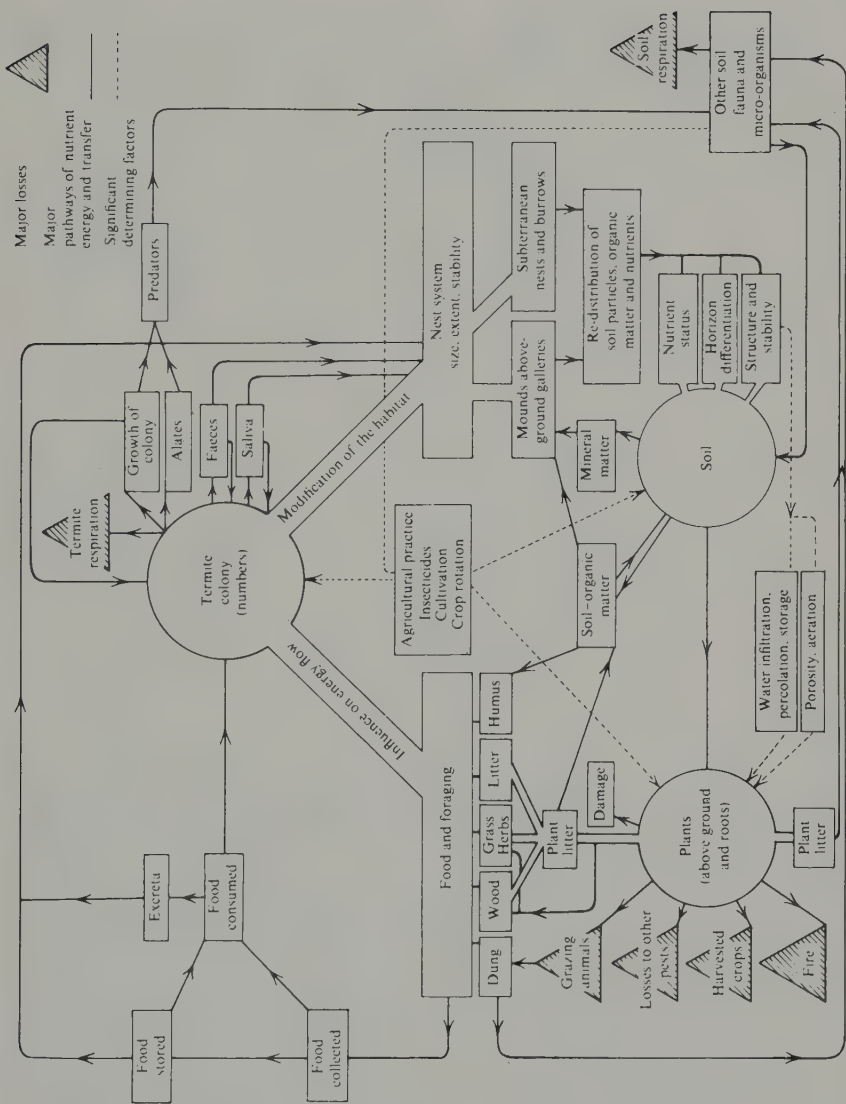 Major losses
Major
pathways of nutrient
energy and transfer
Significant
determining factors
Food
stored
Excreta
Food
collected
Food
consumed
Termite
respiration
Growth of
colony
Alates
Predators
Faeces
Saliva
Termite
colony
(numbers)
Influence on energy flow
Modification of the habitat
Agricultural practice
Insecticides
Cultivation
Crop rotation
Food and foraging
Nest system
size, extent, stability
Dung
Wood
Grass
Herbs
Litter
Humus
Mounds above-
ground galleries
Subterranean
nests and burrows
Plant
litter
Soil-organic
matter
Mineral
matter
Re-distribution of
soil particles, organic
matter and nutrients
Grazing
animals
Losses to other
pests
Harvested
crops
Fire
Damage
Plants
(above ground
and roots)
Plant
litter
Water infiltration,
percolation, storage
Porosity, aeration
Soil
Nutrient
status
Horizon
differentiation
Structure and
stability
Soil
respiration
Other soil
fauna and
micro-organisms